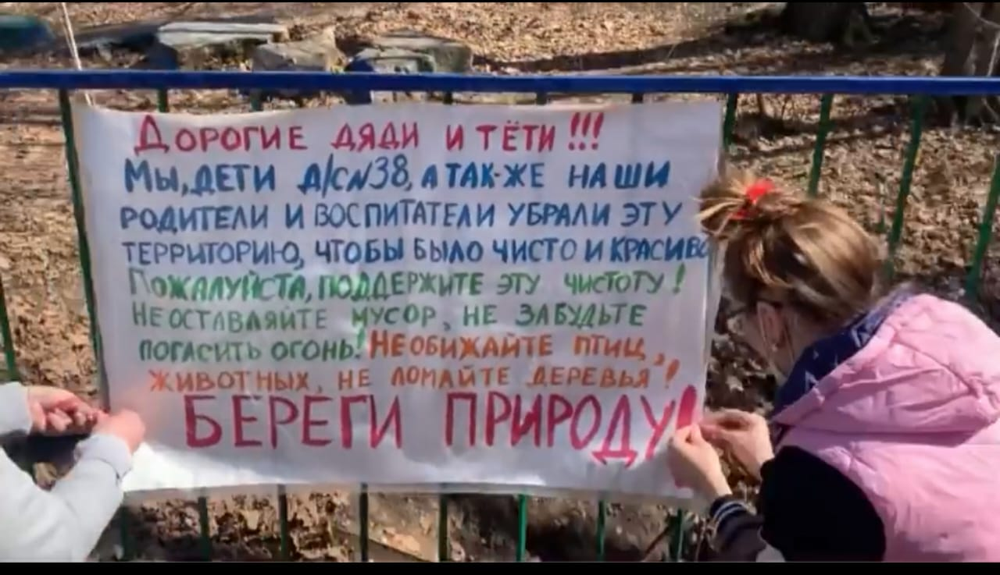 ДОРОГИЕ ДЯДИ И ТЁТИ!!!
МЫ, ДЕТИ Д/С№38, А ТАК-ЖЕ НАШИ
РОДИТЕЛИ И ВОСПИТАТЕЛИ УБРАЛИ ЭТУ
ТЕРРИТОРИЮ, ЧТОБЫ БЫЛО ЧИСТО И КРАСИВО
ПОЖАЛУЙСТА, ПОДДЕРЖИТЕ ЭТУ ЧИСТОТУ!
НЕ ОСТАВЛЯЙТЕ МУСОР, НЕ ЗАБУДЬТЕ
ПОГАСИТЬ ОГОНЬ! НЕ ОБИЖАЙТЕ ПТИЦ,
ЖИВОТНЫХ, НЕ ЛОМАЙТЕ ДЕРЕВЬЯ!
БЕРЕГИ ПРИРОДУ!